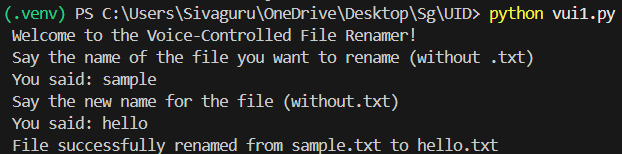 (.venv) PS C:\Users\Sivaguru\OneDrive\Desktop\Sg\UID> python vui1.py
Welcome to the Voice-Controlled File Renamer!
Say the name of the file you want to rename (without .txt)
You said: sample
Say the new name for the file (without.txt)
You said: hello
File successfully renamed from sample.txt to hello.txt